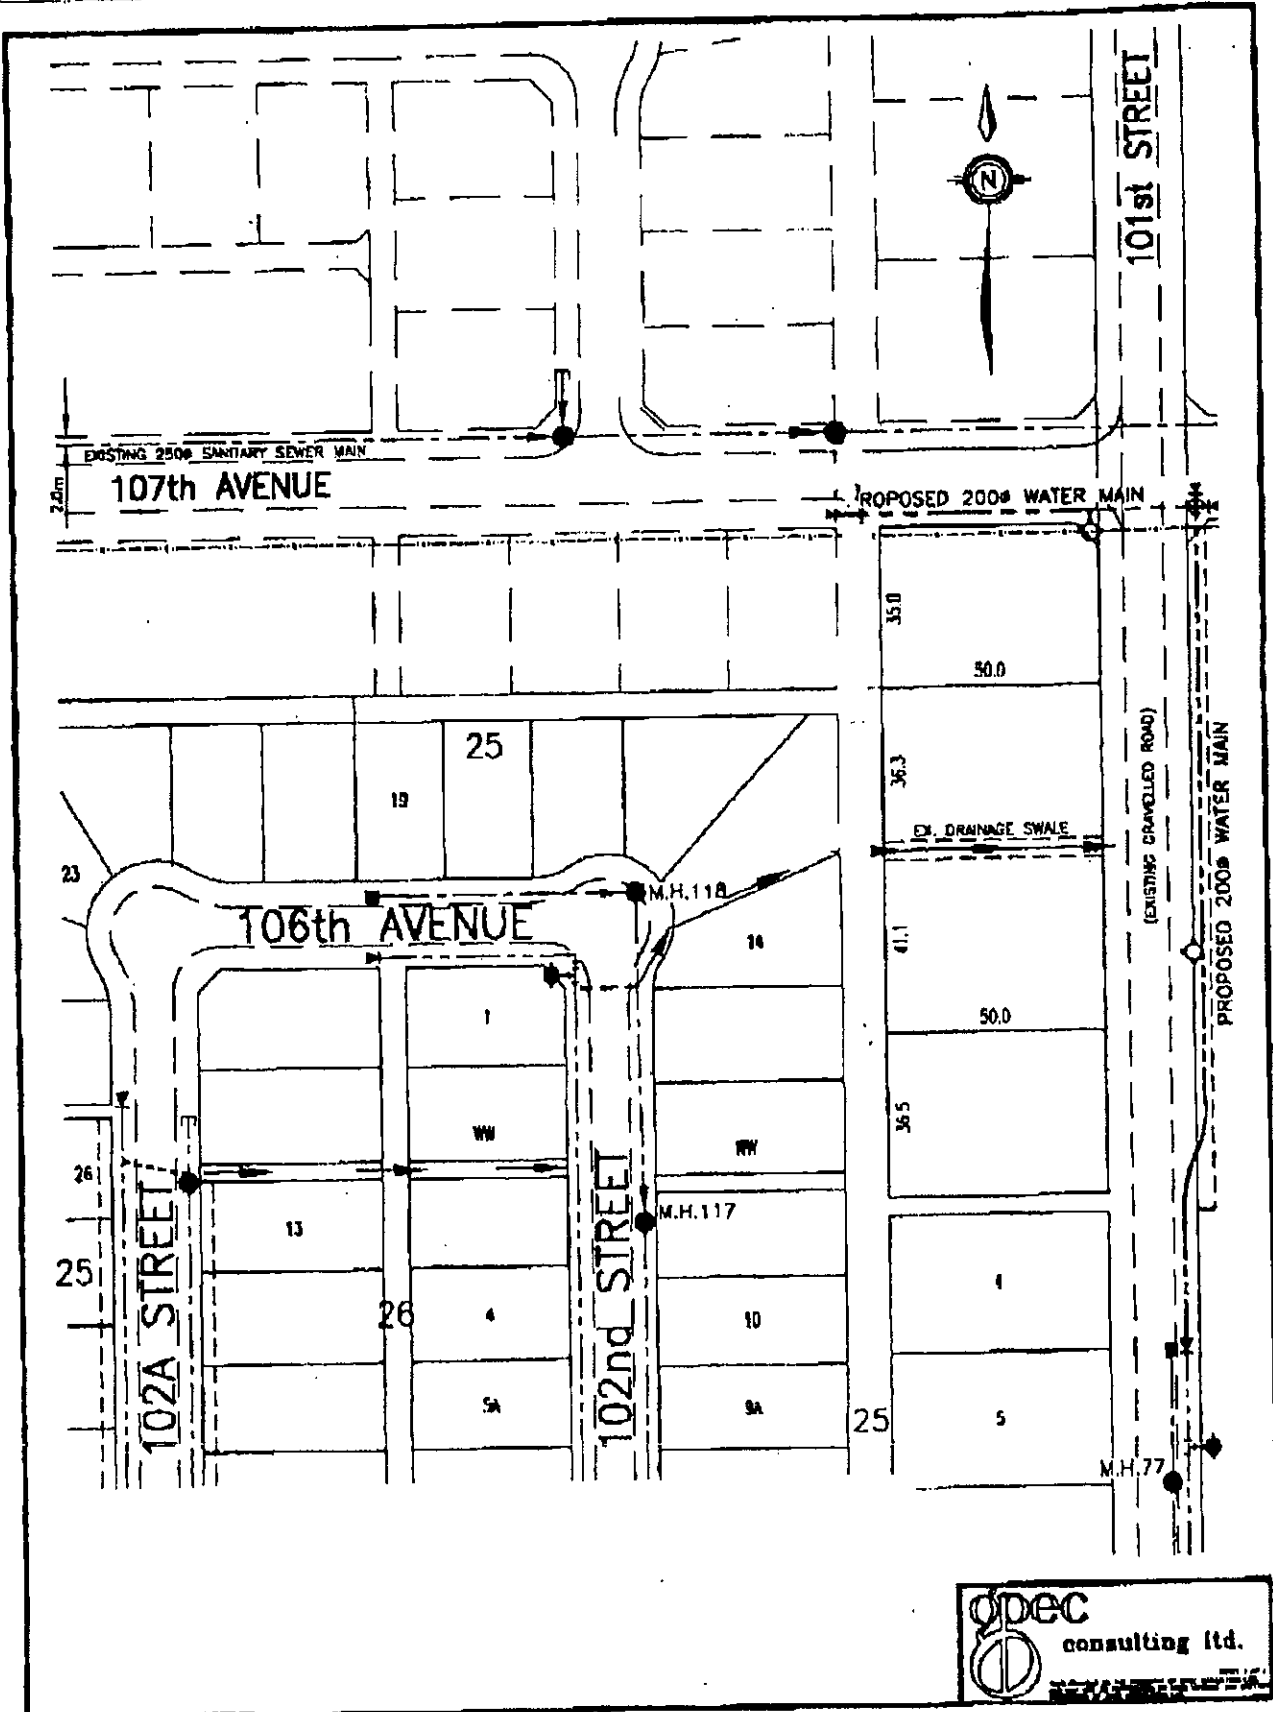 101st STREET
N
EXISTING 250ø SANITARY SEWER MAIN
2.0m
107th AVENUE
ROPOSED 200ø WATER MAIN
35.0
50.0
36.3
(EXISTING GRAVELLED ROAD)
PROPOSED 200ø WATER MAIN
25
19
EX. DRAINAGE SWALE
23
M.H.118
106th AVENUE
14
41.1
1
50.0
WW
WW
36.5
26
102A STREET
13
102nd STREET
M.H.117
25
26
4
10
4
5A
9A
25
5
M.H.77
gpec
consulting ltd.